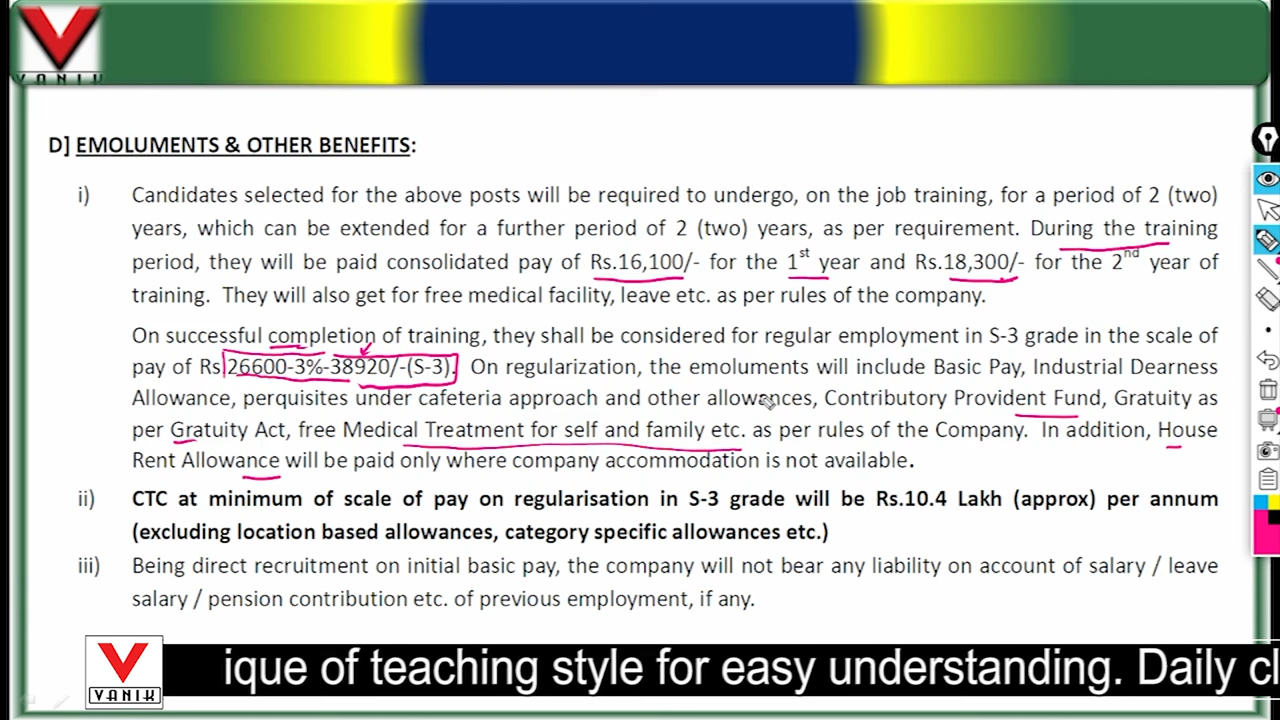 VANIK
D] EMOLUMENTS & OTHER BENEFITS:
i) Candidates selected for the above posts will be required to undergo, on the job training, for a period of 2 (two)
years, which can be extended for a further period of 2 (two) years, as per requirement. During the training
period, they will be paid consolidated pay of Rs.16,100/- for the 1st year and Rs.18,300/- for the 2nd year of
training. They will also get for free medical facility, leave etc. as per rules of the company.
On successful completion of training, they shall be considered for regular employment in S-3 grade in the scale of
pay of Rs 26600-3%-38920/-(S-3). On regularization, the emoluments will include Basic Pay, Industrial Dearness
Allowance, perquisites under cafeteria approach and other allowances, Contributory Provident Fund, Gratuity as
per Gratuity Act, free Medical Treatment for self and family etc. as per rules of the Company. In addition, House
Rent Allowance will be paid only where company accommodation is not available.
ii) CTC at minimum of scale of pay on regularisation in S-3 grade will be Rs.10.4 Lakh (approx) per annum
(excluding location based allowances, category specific allowances etc.)
iii) Being direct recruitment on initial basic pay, the company will not bear any liability on account of salary / leave
salary / pension contribution etc. of previous employment, if any.
VANIK
ique of teaching style for easy understanding. Daily cl